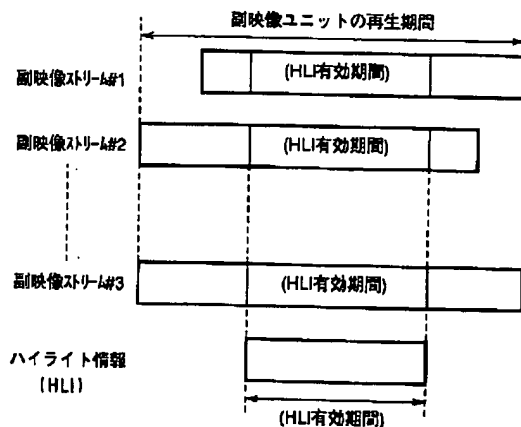 副映像ユニットの再生期間
副映像ストリーム#1
(HLI有効期間)
副映像ストリーム#2
(HLI有効期間)
副映像ストリーム#3
(HLI有効期間)
ハイライト情報
(HLI)
(HLI有効期間)